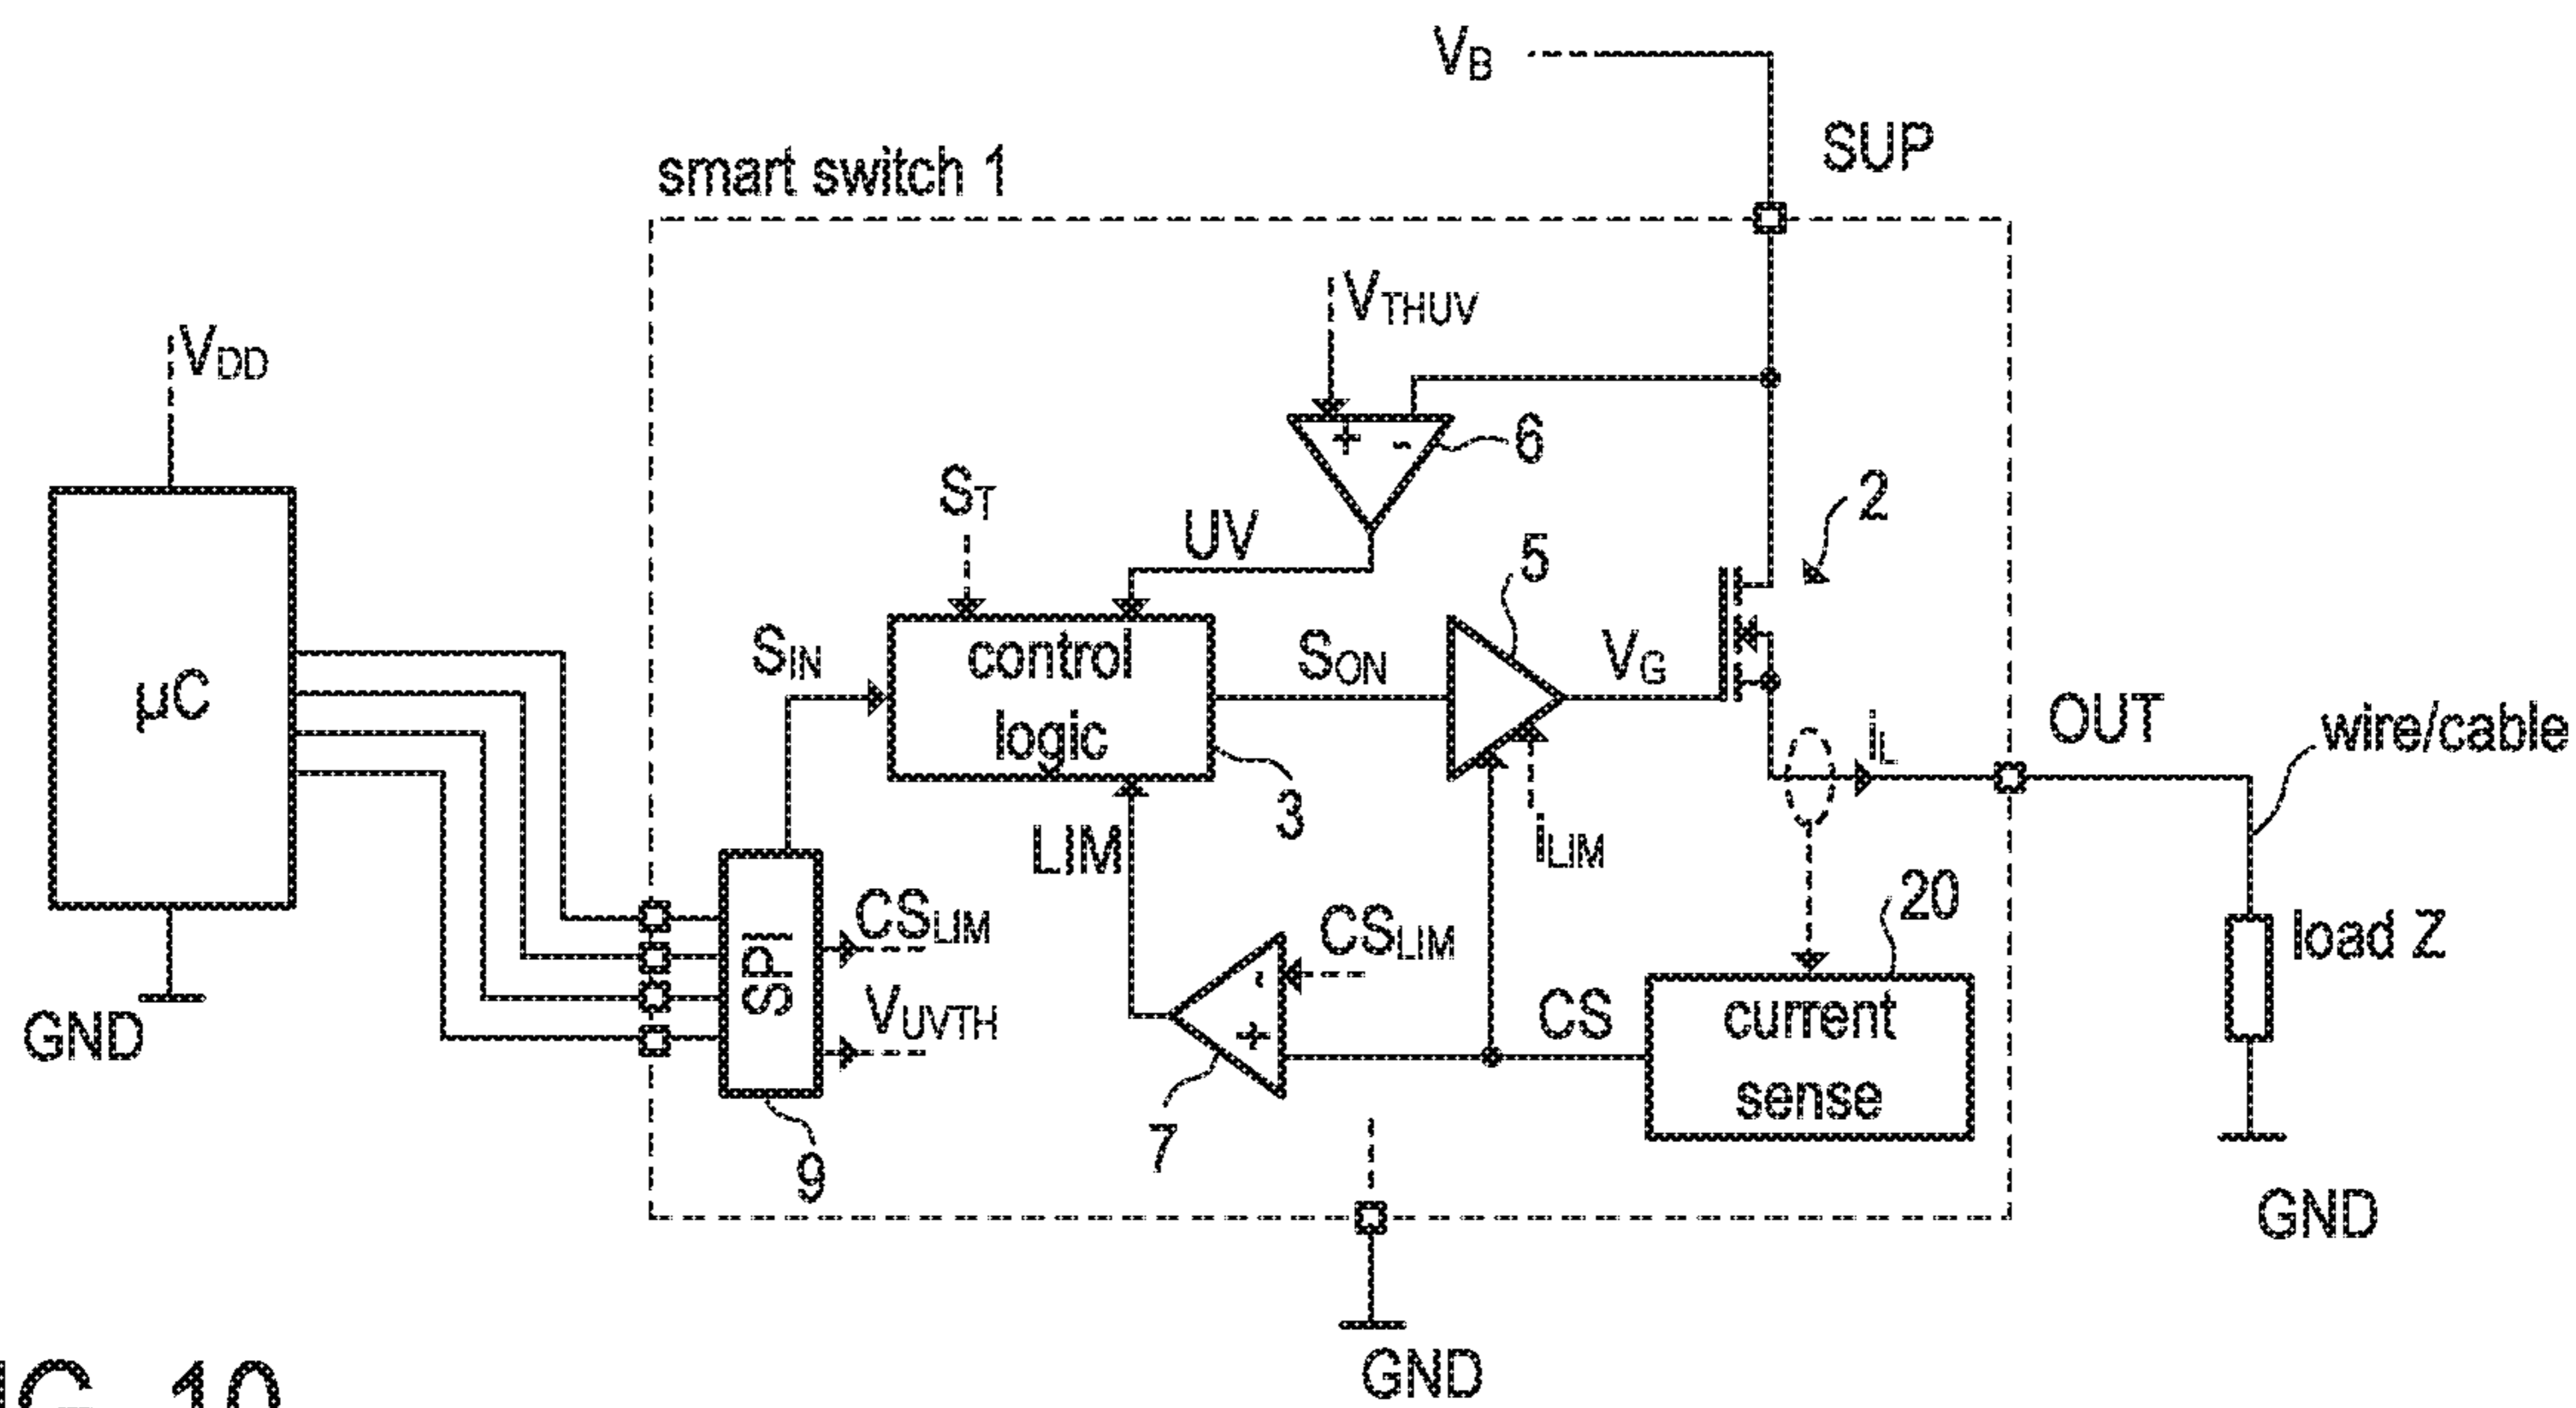 VB
SUP
smart switch 1
VTHUV
VDD
6
ST
2
UV
5
SIN
control
logic
SON
VG
µC
iL
OUT
wire/cable
3
LIM
iLIM
20
CSLIM
CSLIM
load Z
SPI
CS
current
sense
VUVTH
GND
7
9
GND
GND
+
-
-
+